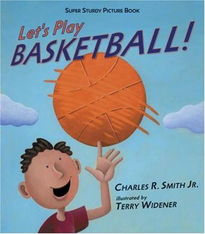 SUPER STURDY PICTURE BOOK
Let's Play
BASKETBALL!
CHARLES R. SMITH JR.
illustrated by
TERRY WIDENER